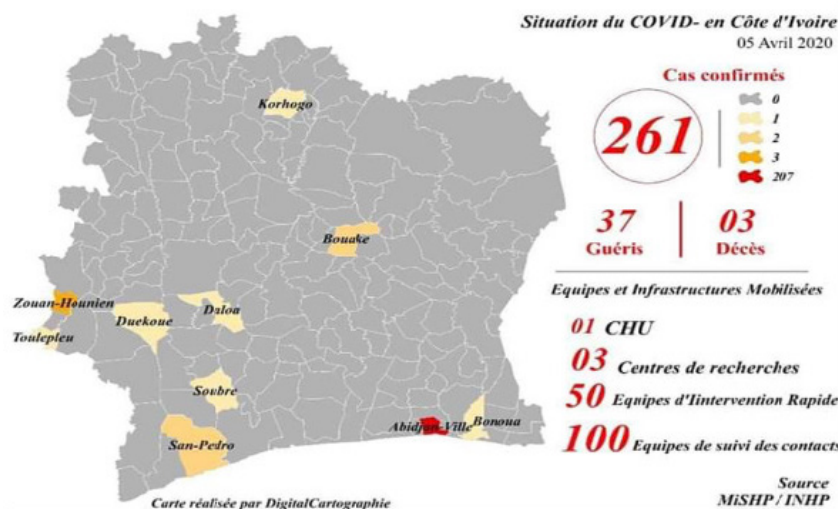 Situation du COVID- en Côte d'Ivoire
05 Avril 2020
Cas confirmés
261
0
1
2
3
207
37
Guéris
03
Décès
Equipes et Infrastructures Mobilisées
01 CHU
03 Centres de recherches
50 Equipes d'Iintervention Rapide
100 Equipes de suivi des contacts
Source
MiSHP / INHP
Korhogo
Bouake
Zouan-Hounien
Duekoue
Daloa
Toulepleu
Soubre
San-Pedro
Abidjan-Ville
Bonoua
Carte réalisée par DigitalCartographie